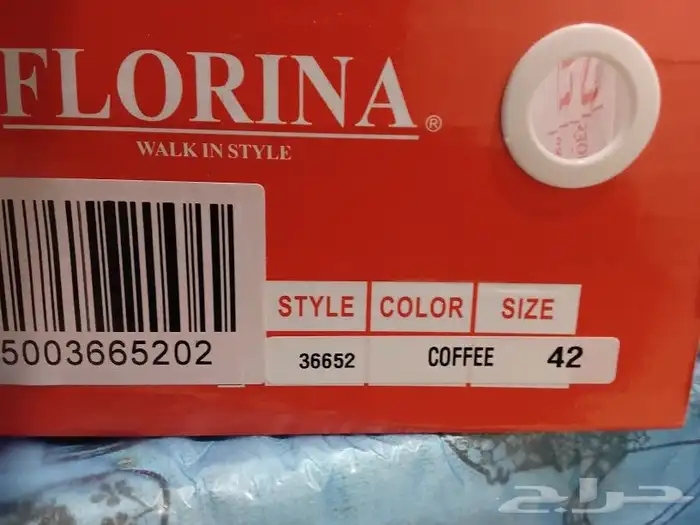 FLORINA®
WALK IN STYLE
5003665202
STYLE COLOR SIZE
36652 COFFEE 42
حراج